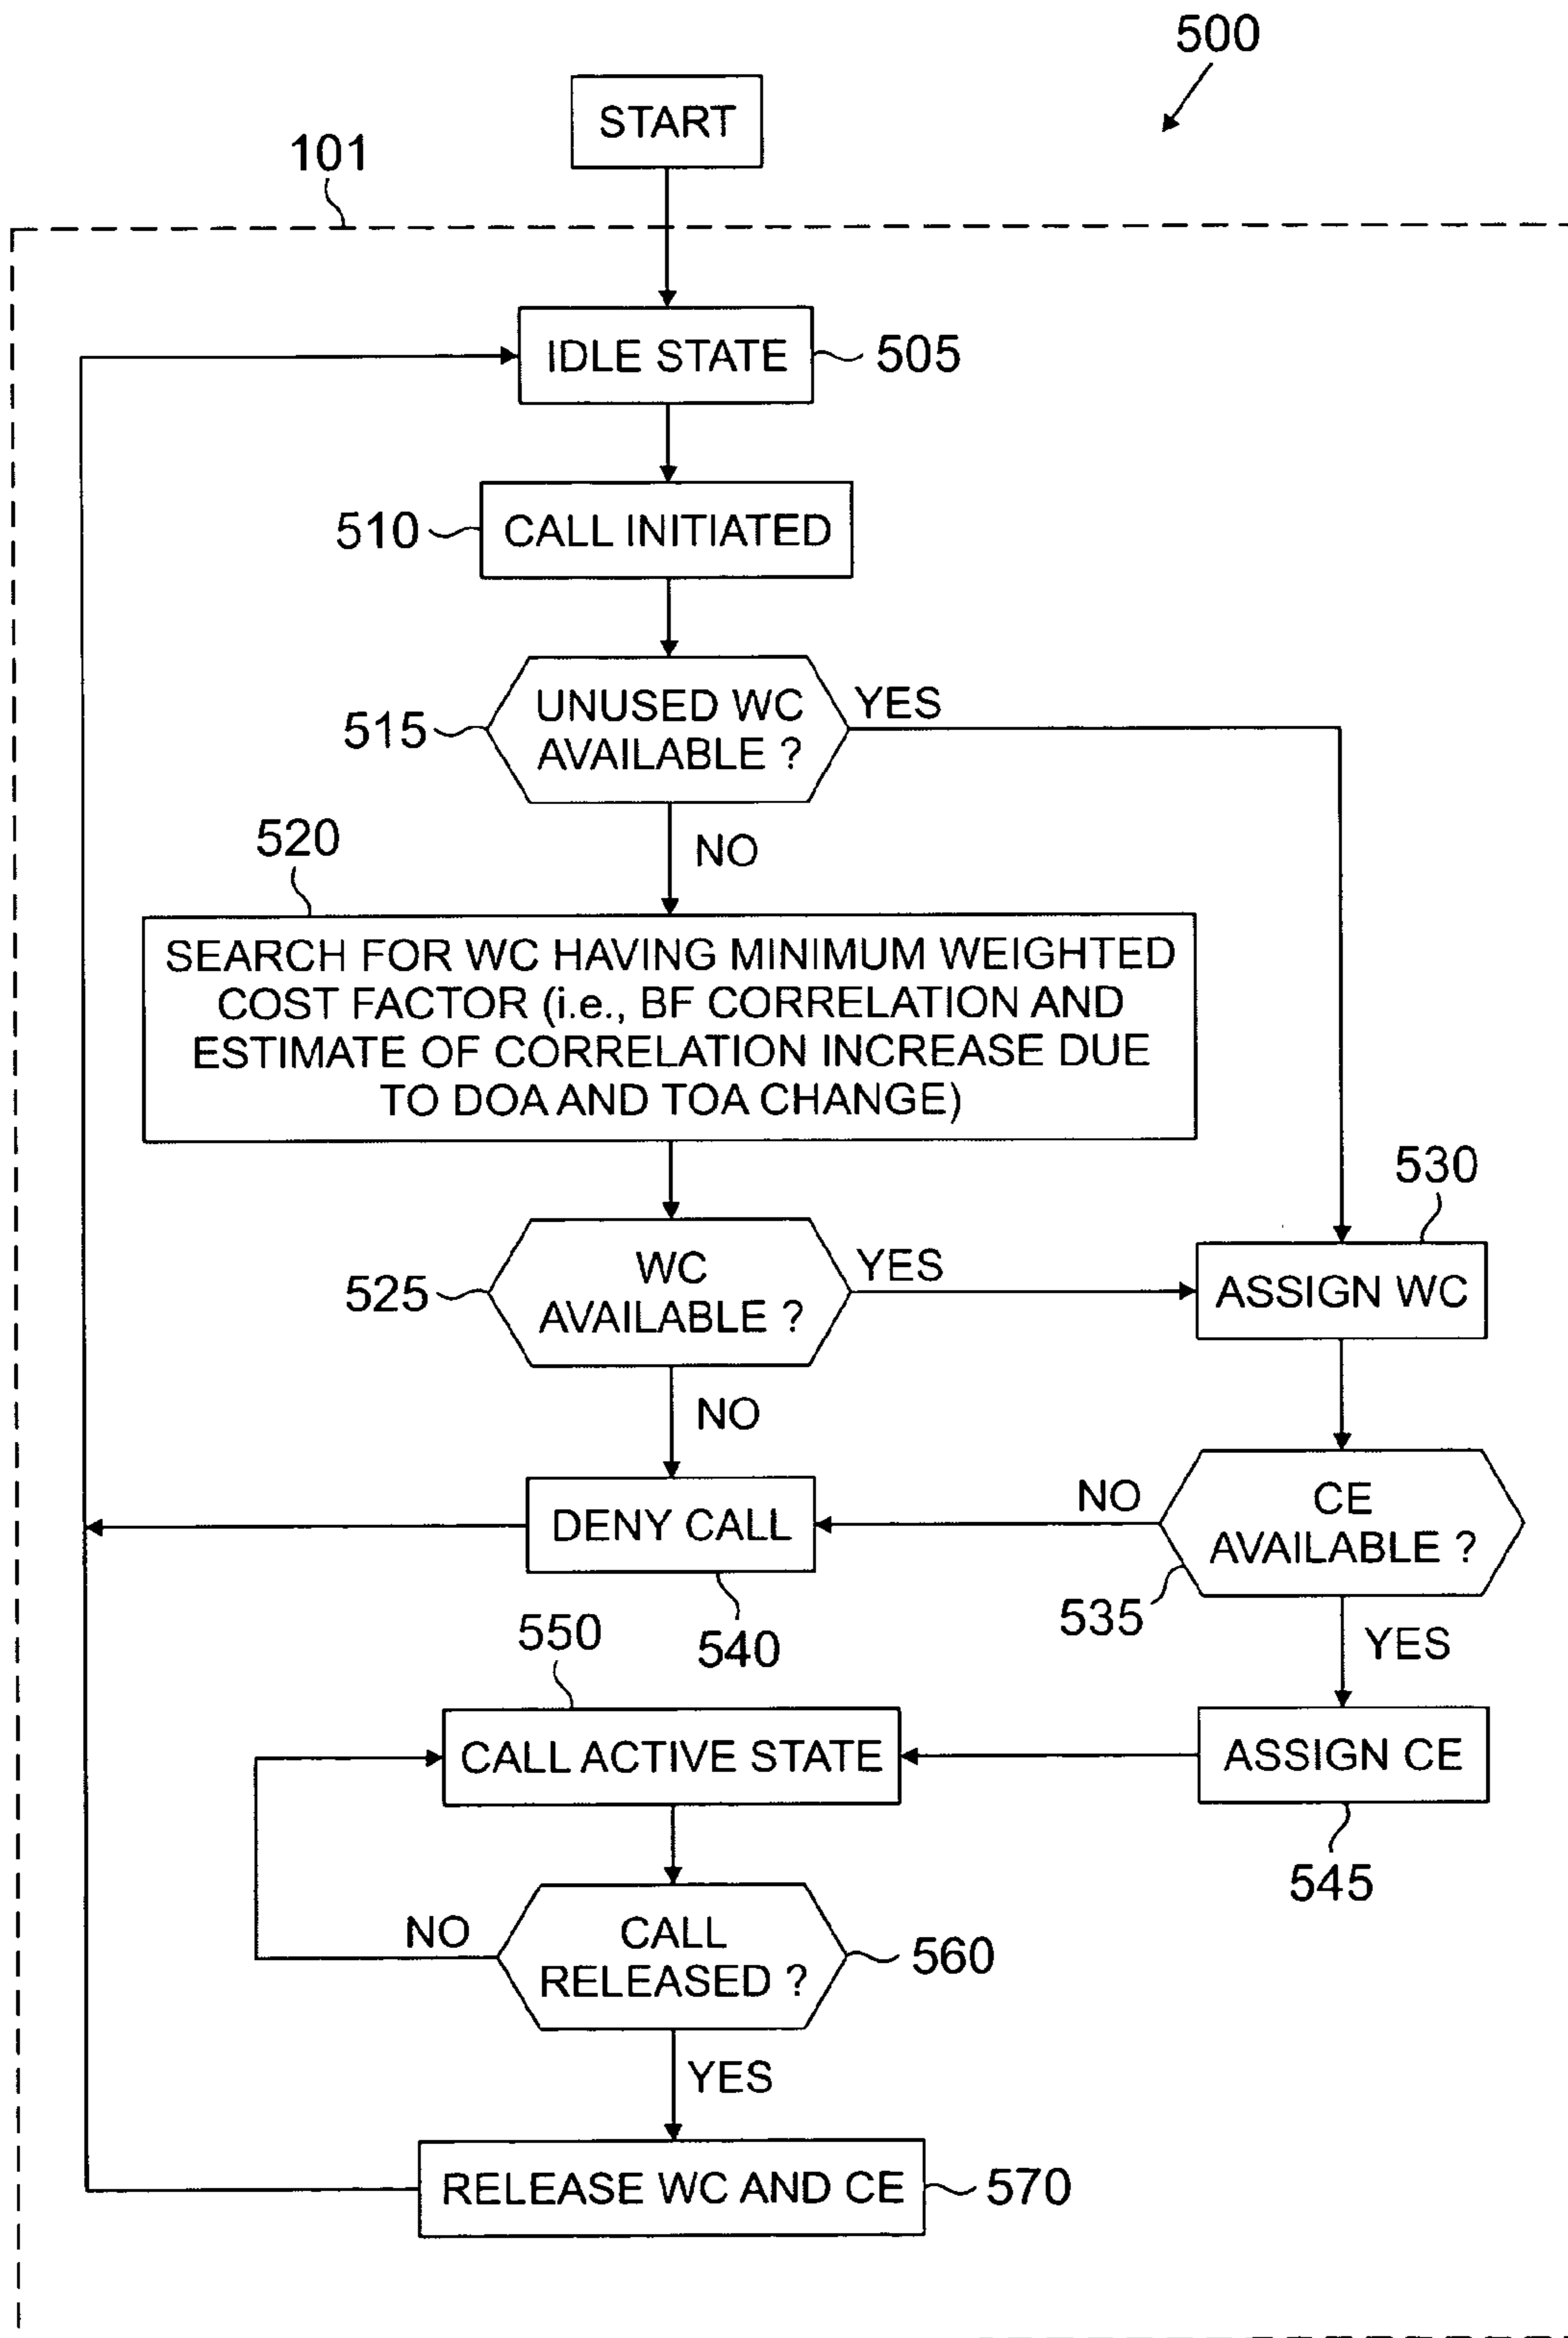 500
START
101
IDLE STATE
505
510
CALL INITIATED
515
UNUSED WC
AVAILABLE ?
YES
NO
520
SEARCH FOR WC HAVING MINIMUM WEIGHTED
COST FACTOR (i.e., BF CORRELATION AND
ESTIMATE OF CORRELATION INCREASE DUE
TO DOA AND TOA CHANGE)
530
525
WC
AVAILABLE ?
YES
ASSIGN WC
NO
DENY CALL
NO
CE
AVAILABLE ?
540
535
YES
550
CALL ACTIVE STATE
ASSIGN CE
545
NO
CALL
RELEASED ?
560
YES
RELEASE WC AND CE
570